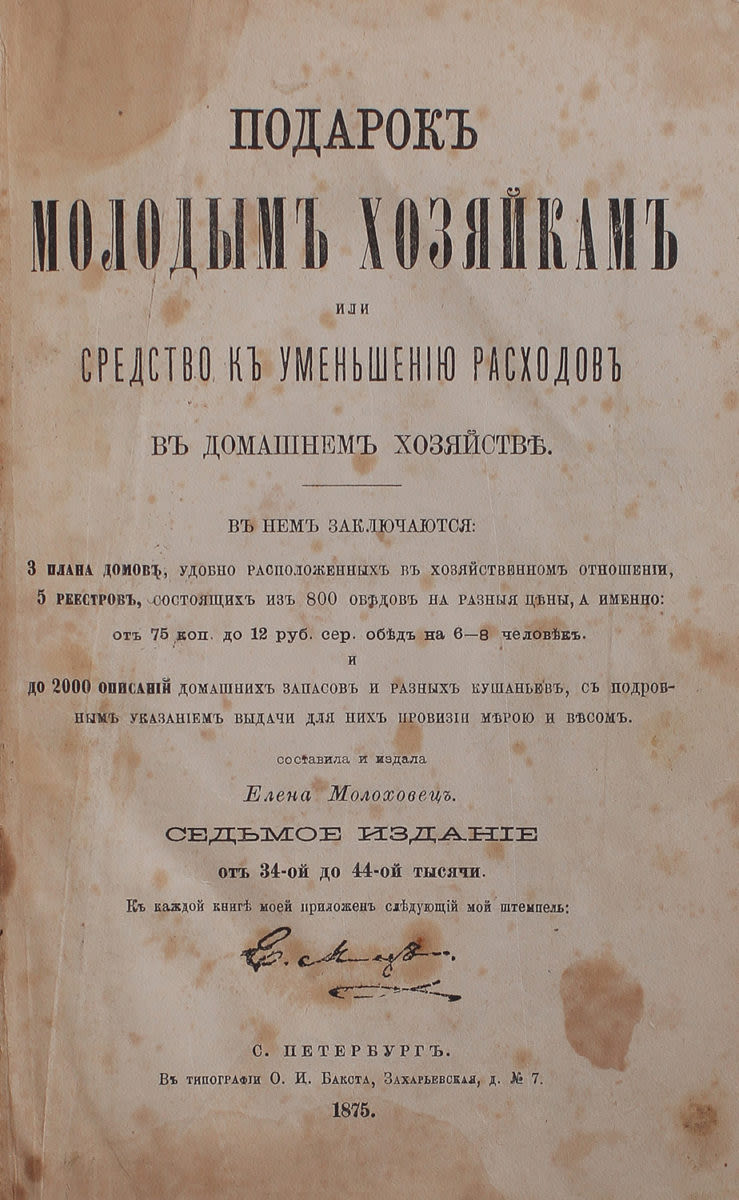 ПОДАРОКЪ
МОЛОДЫМЪ ХОЗЯЙКАМЪ
ИЛИ
СРЕДСТВО КЪ УМЕНЬШЕНІЮ РАСХОДОВЪ
ВЪ ДОМАШНЕМЪ ХОЗЯЙСТВѢ.
ВЪ НЕМЪ ЗАКЛЮЧАЮТСЯ:
3 ПЛАНА ДОМОВЪ, УДОБНО РАСПОЛОЖЕННЫХЪ ВЪ ХОЗЯЙСТВЕННОМЪ ОТНОШЕНІИ,
5 РЕЕСТРОВЪ, СОСТОЯЩИХЪ ИЗЪ 800 ОБѢДОВЪ НА РАЗНЫЯ ЦѢНЫ, А ИМЕННО:
отъ 75 коп. до 12 руб. сер. обѣдъ на 6—8 человѣкъ.
И
ДО 2000 ОПИСАНІЙ ДОМАШНИХЪ ЗАПАСОВЪ И РАЗНЫХЪ КУШАНЬЕВЪ, СЪ ПОДРОБ-
НЫМЪ УКАЗАНІЕМЪ ВЫДАЧИ ДЛЯ НИХЪ ПРОВИЗІИ МѢРОЮ И ВѢСОМЪ.
составила и издала
Елена Молоховецъ.
СЕДЬМОЕ ИЗДАНІЕ
отъ 34-ой до 44-ой тысячи.
Къ каждой книгѣ моей приложенъ слѣдующій мой штемпель:
С. ПЕТЕРБУРГЪ.
Въ типографіи О. И. Бакста, Захарьевская, д. № 7.
1875.